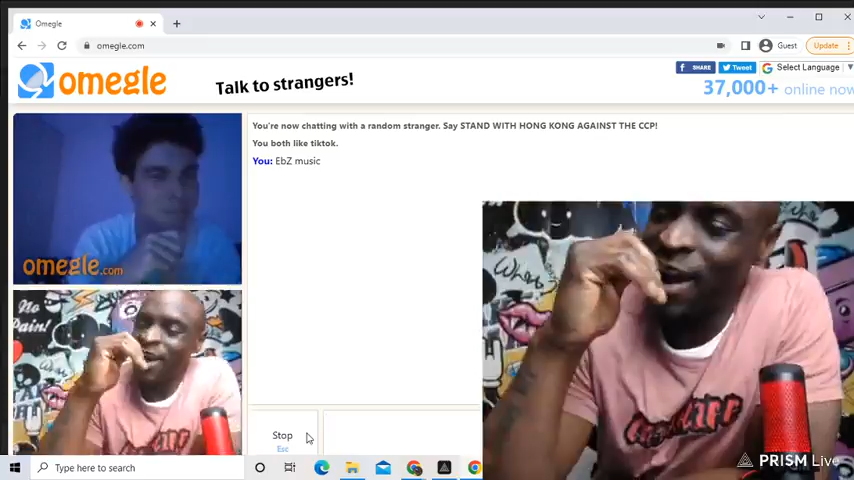 Omegle
omegle.com
Guest
Update
omegle
Talk to strangers!
SHARE
Tweet
Select Language
37,000+ online now
You're now chatting with a random stranger. Say STAND WITH HONG KONG AGAINST THE CCP!
You both like tiktok.
You: EbZ music
omegle.com
No
Pain!
Stop
Esc
Type here to search
PRISM Live